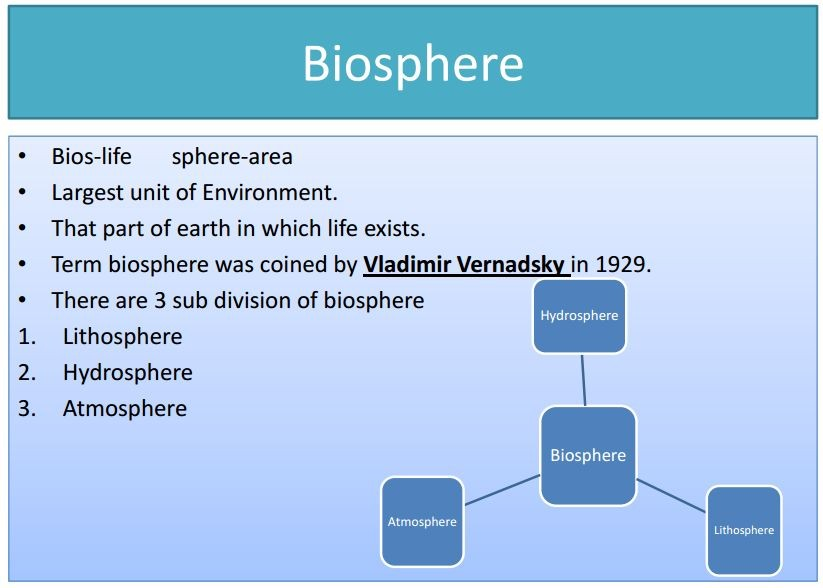 Biosphere
• Bios-life sphere-area
• Largest unit of Environment.
• That part of earth in which life exists.
• Term biosphere was coined by Vladimir Vernadsky in 1929.
• There are 3 sub division of biosphere
1. Lithosphere
2. Hydrosphere
3. Atmosphere
Hydrosphere
Biosphere
Atmosphere
Lithosphere